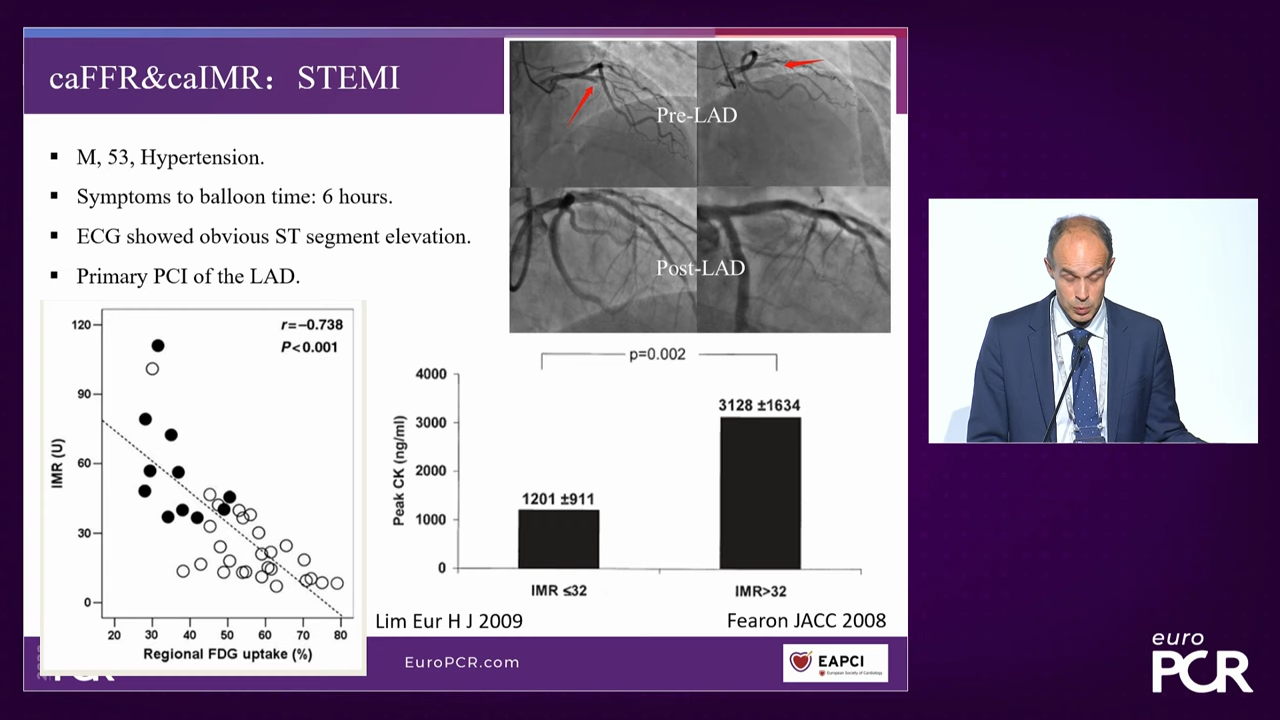 caFFR&caIMR： STEMI
M, 53, Hypertension.
Symptoms to balloon time: 6 hours.
ECG showed obvious ST segment elevation.
Primary PCI of the LAD.
Pre-LAD
Post-LAD
r=–0.738
P<0.001
IMR (U)
120
90
60
30
0
20 30 40 50 60 70 80
Regional FDG uptake (%)
p=0.002
Peak CK (ng/ml)
4000
3000
2000
1000
0
1201 ±911
3128 ±1634
IMR ≤32
IMR>32
Lim Eur H J 2009
Fearon JACC 2008
EuroPCR.com
EAPCI
European Society of Cardiology
euro
PCR